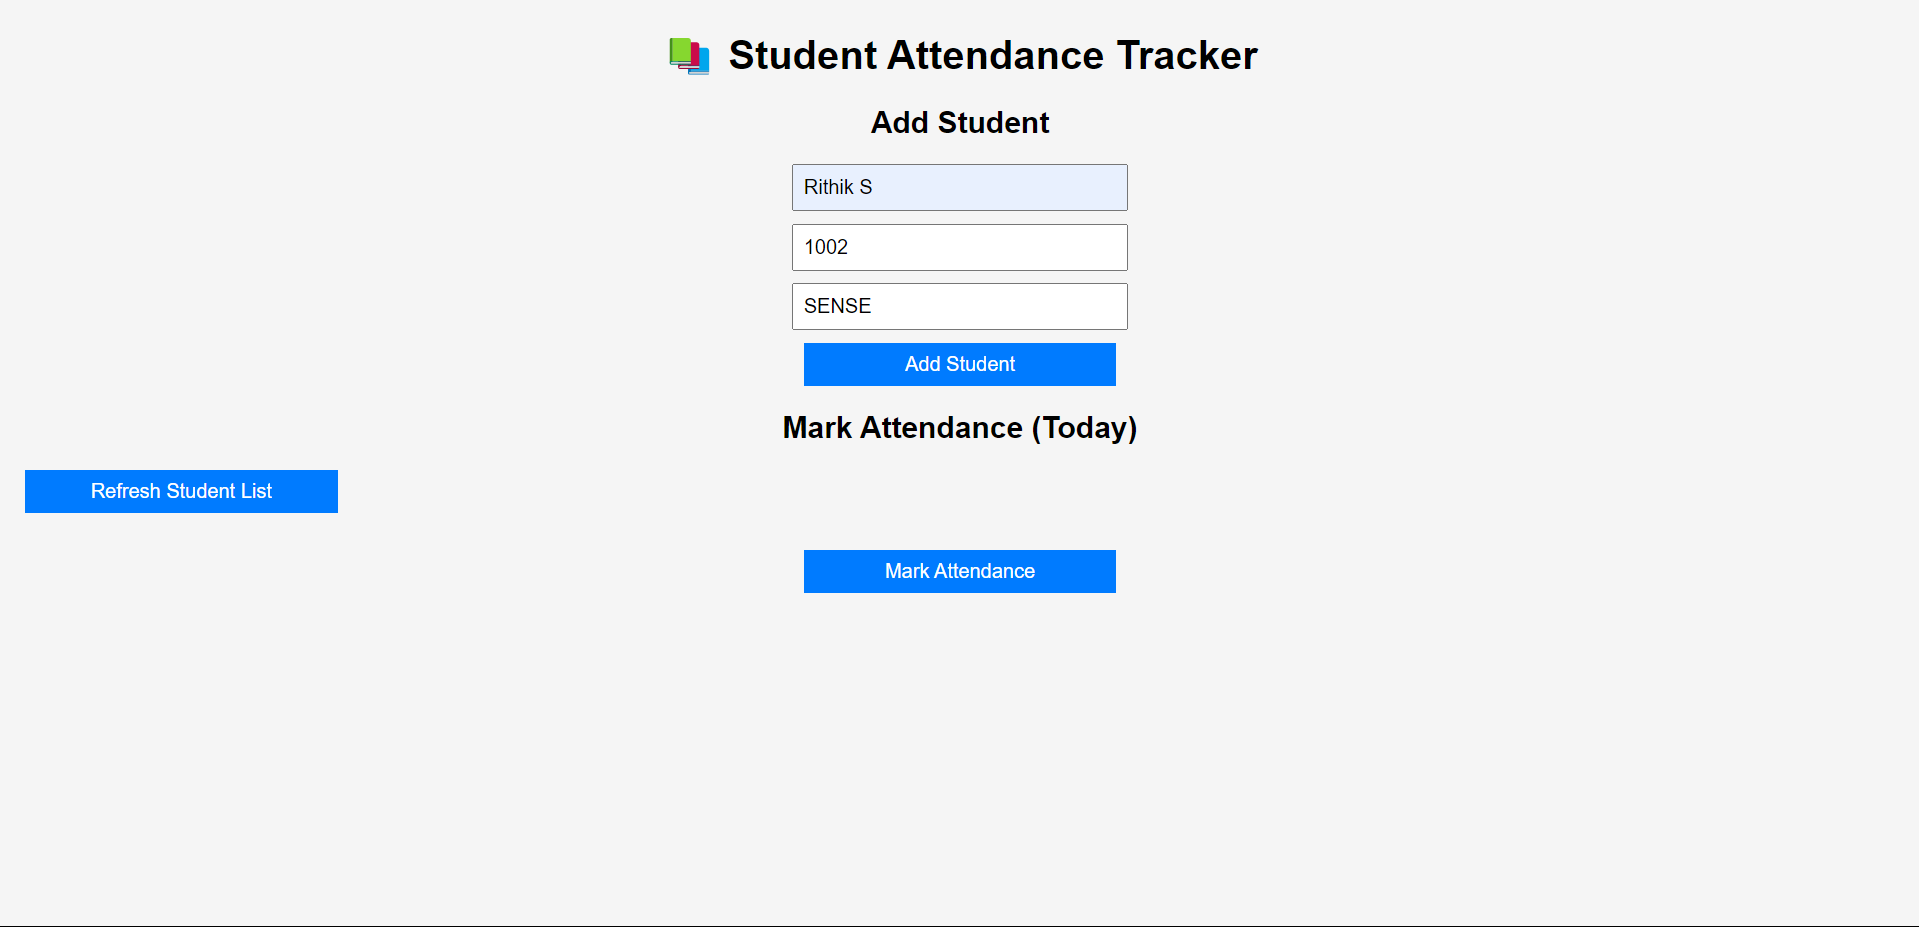 📚 Student Attendance Tracker
Add Student
Rithik S
1002
SENSE
Add Student
Mark Attendance (Today)
Refresh Student List
Mark Attendance